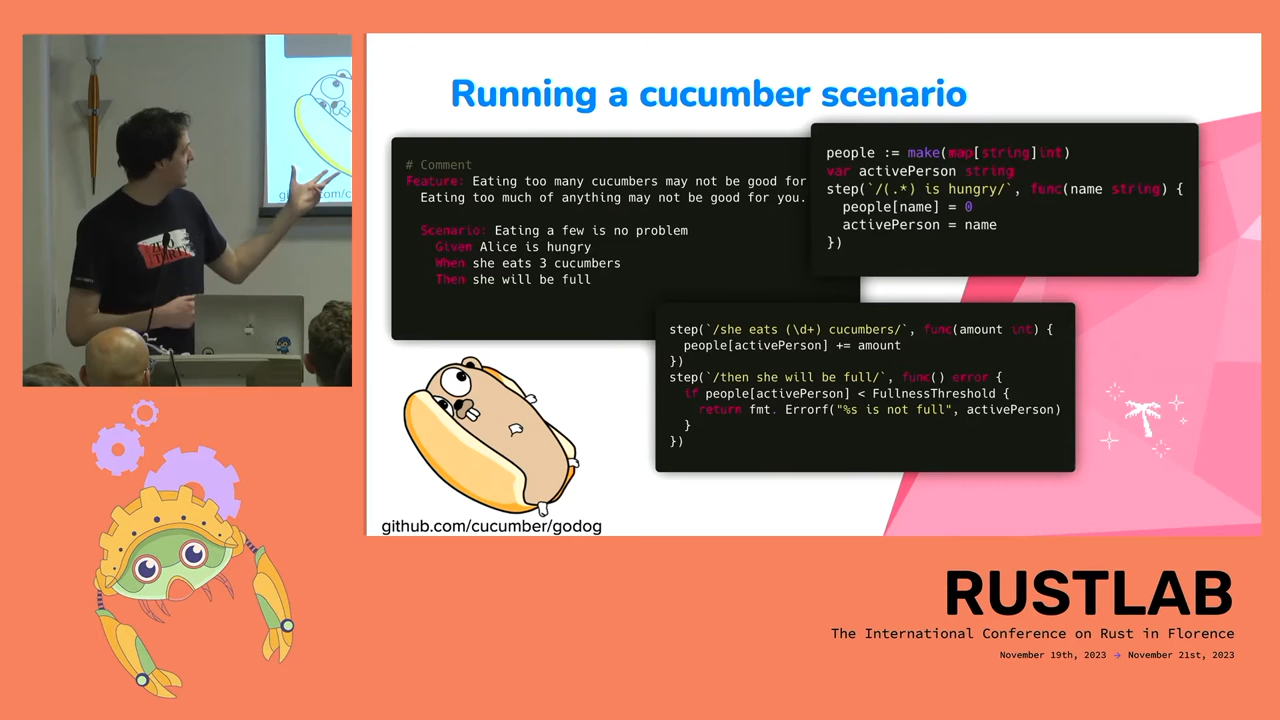 Running a cucumber scenario
# Comment
Feature: Eating too many cucumbers may not be good for
Eating too much of anything may not be good for you.
Scenario: Eating a few is no problem
Given Alice is hungry
When she eats 3 cucumbers
Then she will be full
people := make(map[string]int)
var activePerson string
step(`/(.*) is hungry/`, func(name string) {
people[name] = 0
activePerson = name
})
step(`/she eats (\d+) cucumbers/`, func(amount int) {
people[activePerson] += amount
})
step(`/then she will be full/`, func() error {
if people[activePerson] < FullnessThreshold {
return fmt. Errorf("%s is not full", activePerson)
}
})
github.com/cucumber/godog
RUSTLAB
The International Conference on Rust in Florence
November 19th, 2023 → November 21st, 2023